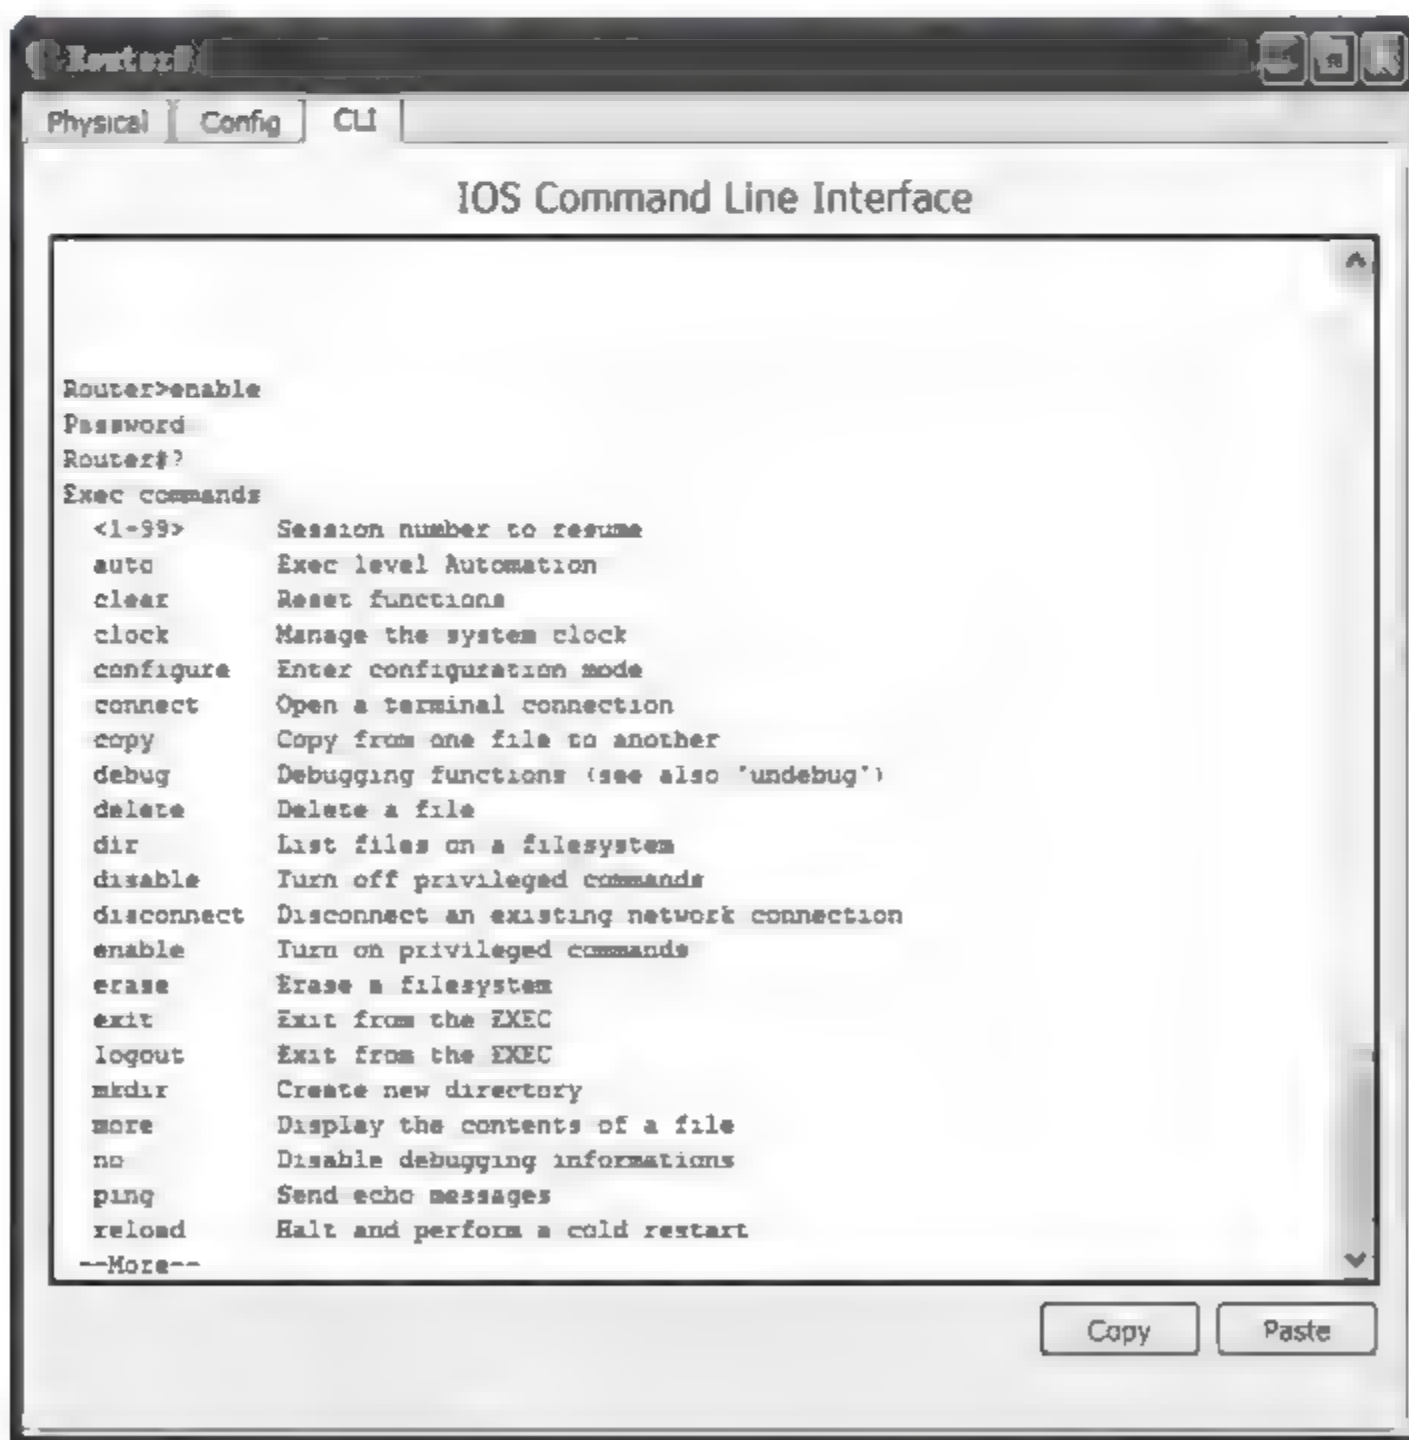 Physical Config CLI
IOS Command Line Interface
Router>enable
Password
Router#?
Exec commands
<1-99> Session number to resume
auto Exec level Automation
clear Reset functions
clock Manage the system clock
configure Enter configuration mode
connect Open a terminal connection
copy Copy from one file to another
debug Debugging functions (see also 'undebug')
delete Delete a file
dir List files on a filesystem
disable Turn off privileged commands
disconnect Disconnect an existing network connection
enable Turn on privileged commands
erase Erase a filesystem
exit Exit from the EXEC
logout Exit from the EXEC
mkdir Create new directory
more Display the contents of a file
no Disable debugging informations
ping Send echo messages
reload Halt and perform a cold restart
--More--
Copy Paste